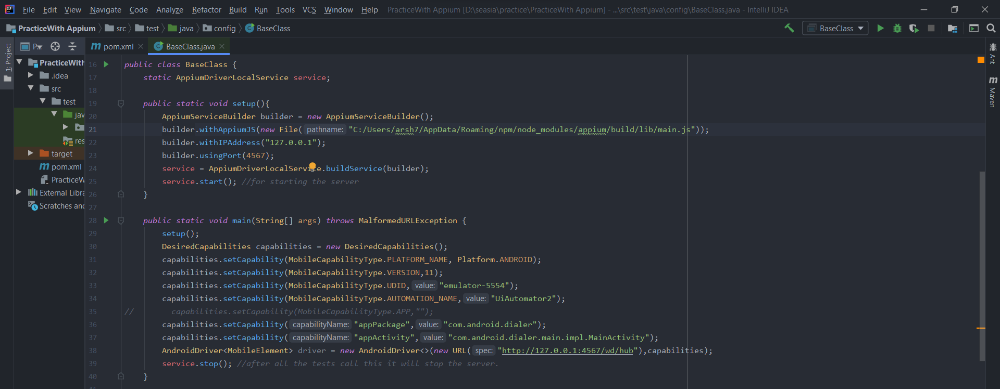 File Edit View Navigate Code Analyze Refactor Build Run Tools VCS Window Help PracticeWith Appium [D:\seasia\practice\PracticeWith Appium] - ...\src\test\java\config\BaseClass.java - IntelliJ IDEA
PracticeWith Appium src test java config BaseClass BaseClass
P... pom.xml BaseClass.java
1: Project
PracticeWith
.idea
src
test
jav
res
target
pom.xml
PracticeW
External Libra
Scratches and
16 public class BaseClass {
17 static AppiumDriverLocalService service;
18
19 public static void setup(){
20 AppiumServiceBuilder builder = new AppiumServiceBuilder();
21 builder.withAppiumJS(new File( pathname: "C:/Users/arsh7/AppData/Roaming/npm/node_modules/appium/build/lib/main.js"));
22 builder.withIPAddress("127.0.0.1");
23 builder.usingPort(4567);
24 service = AppiumDriverLocalService.buildService(builder);
25 service.start(); //for starting the server
26 }
27
28 public static void main(String[] args) throws MalformedURLException {
29 setup();
30 DesiredCapabilities capabilities = new DesiredCapabilities();
31 capabilities.setCapability(MobileCapabilityType.PLATFORM_NAME, Platform.ANDROID);
32 capabilities.setCapability(MobileCapabilityType.VERSION,11);
33 capabilities.setCapability(MobileCapabilityType.UDID, value: "emulator-5554");
34 capabilities.setCapability(MobileCapabilityType.AUTOMATION_NAME, value: "UiAutomator2");
35 // capabilities.setCapability(MobileCapabilityType.APP,"");
36 capabilities.setCapability( capabilityName: "appPackage", value: "com.android.dialer");
37 capabilities.setCapability( capabilityName: "appActivity", value: "com.android.dialer.main.impl.MainActivity");
38 AndroidDriver<MobileElement> driver = new AndroidDriver<>(new URL( spec: "http://127.0.0.1:4567/wd/hub"),capabilities);
39 service.stop(); //after all the tests call this it will stop the server.
40 }
Ant
Maven